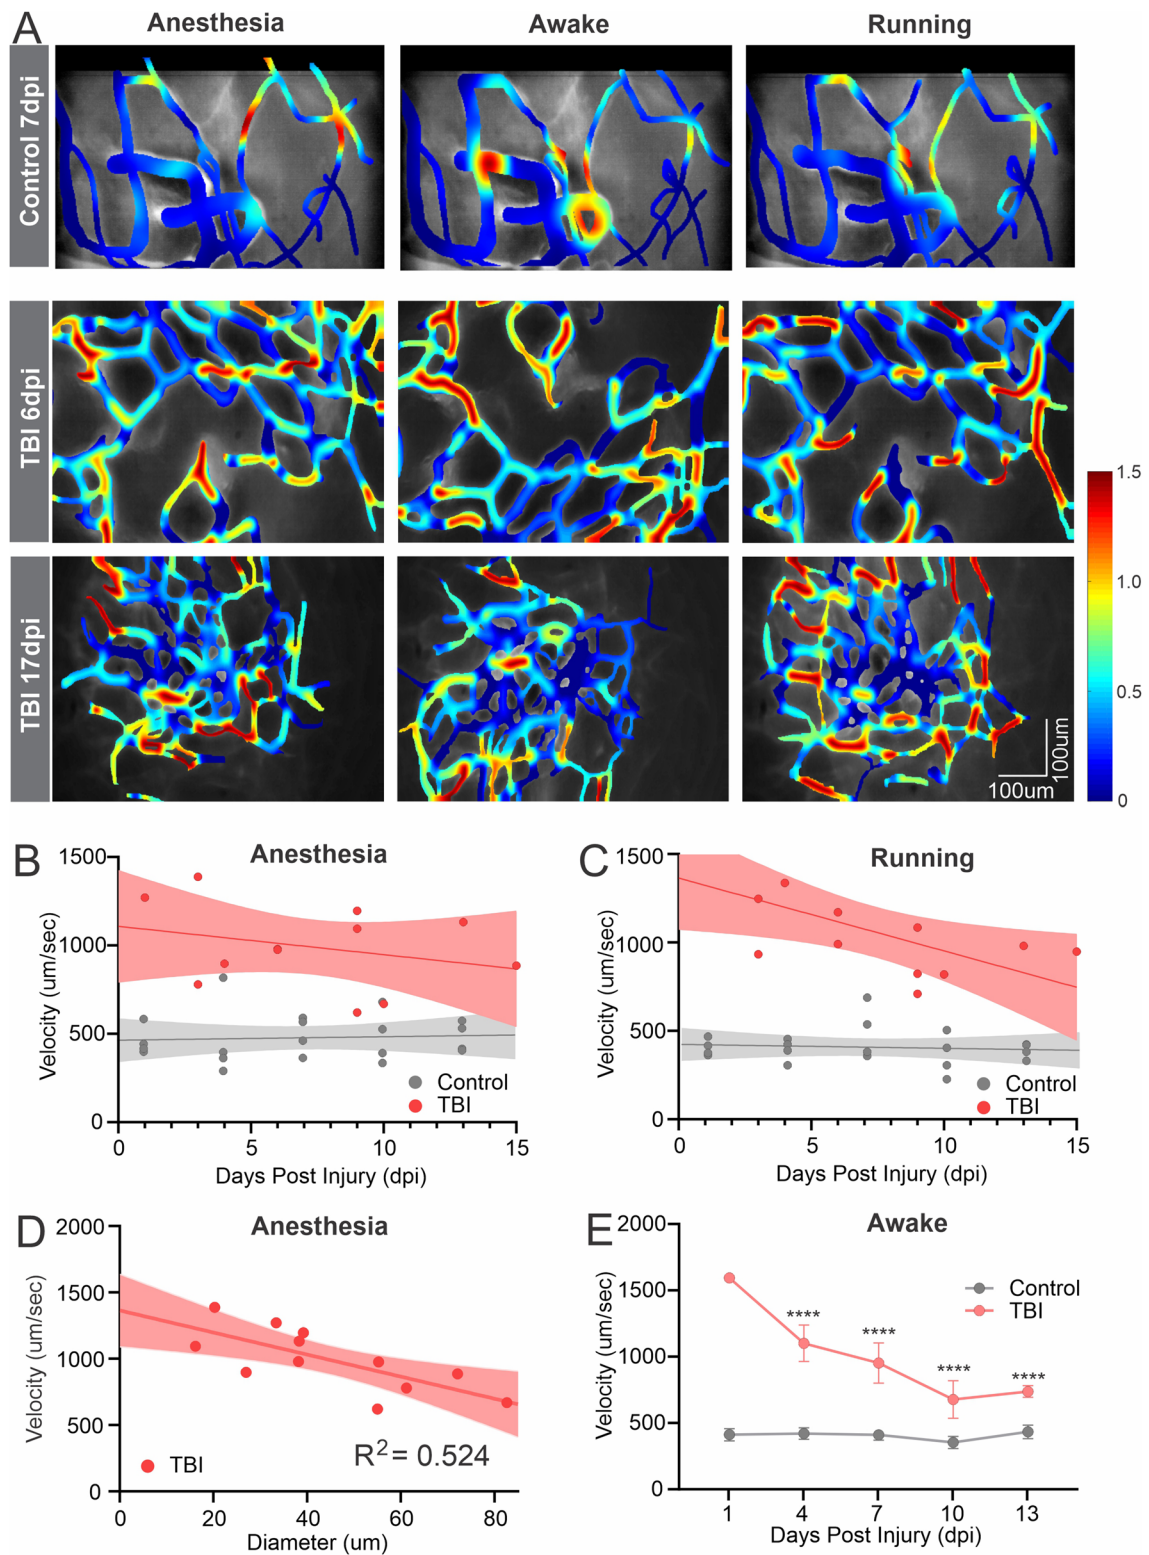 A
Anesthesia
Awake
Running
Control 7dpi
TBI 6dpi
TBI 17dpi
1.5
1.0
0.5
0
100um
100um
B
Anesthesia
1500
1000
500
0
Velocity (um/sec)
Control
TBI
0
5
10
15
Days Post Injury (dpi)
C
Running
1500
1000
500
0
Velocity (um/sec)
Control
TBI
0
5
10
15
Days Post Injury (dpi)
D
Anesthesia
2000
1500
1000
500
0
Velocity (um/sec)
TBI
R2 = 0.524
0
20
40
60
80
Diameter (um)
E
Awake
2000
1500
1000
500
0
Velocity (um/sec)
Control
TBI
****
****
****
****
1
4
7
10
13
Days Post Injury (dpi)